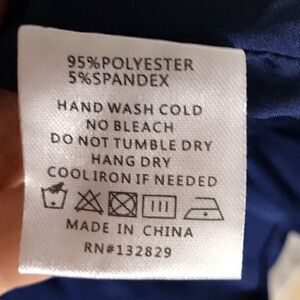 95%POLYESTER
5%SPANDEX
HAND WASH COLD
NO BLEACH
DO NOT TUMBLE DRY
HANG DRY
COOL IRON IF NEEDED
MADE IN CHINA
RN#132829